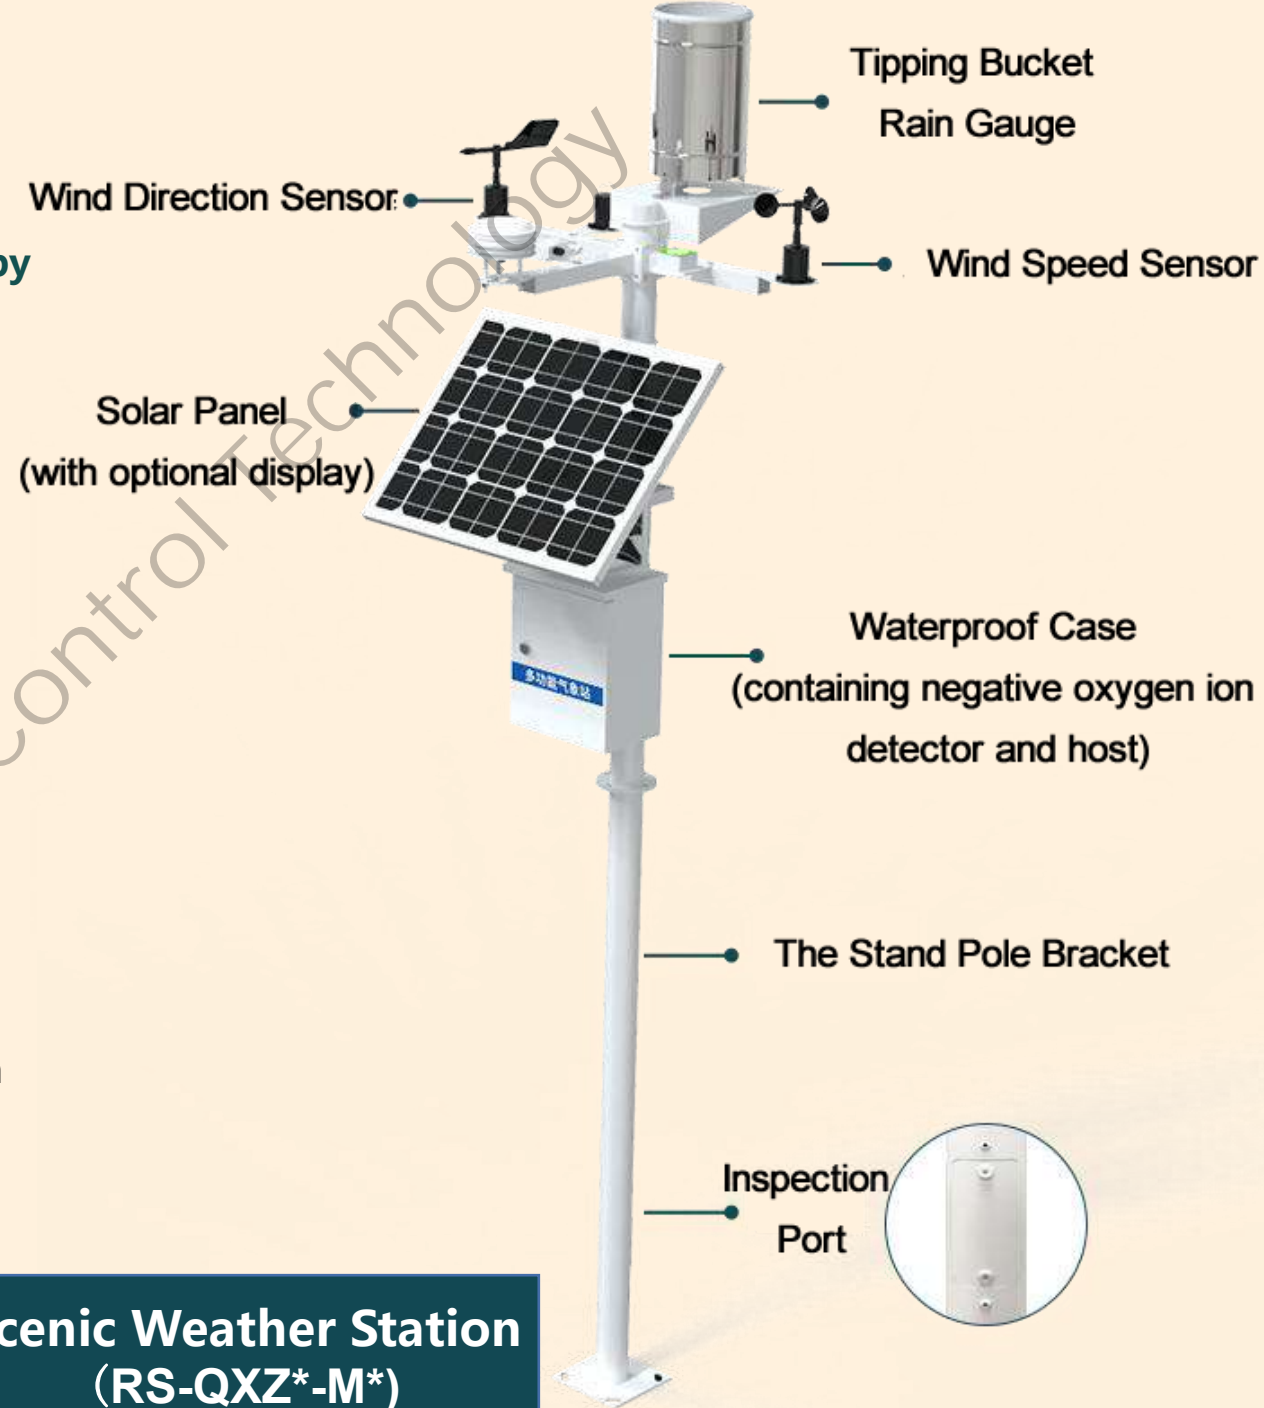 Tipping Bucket
Rain Gauge
Wind Direction Sensor
by
Wind Speed Sensor
Solar Panel
(with optional display)
Control Technology
Waterproof Case
(containing negative oxygen ion
detector and host)
多功能气象站
The Stand Pole Bracket
Inspection
Port
cenic Weather Station
(RS-QXZ*-M*)